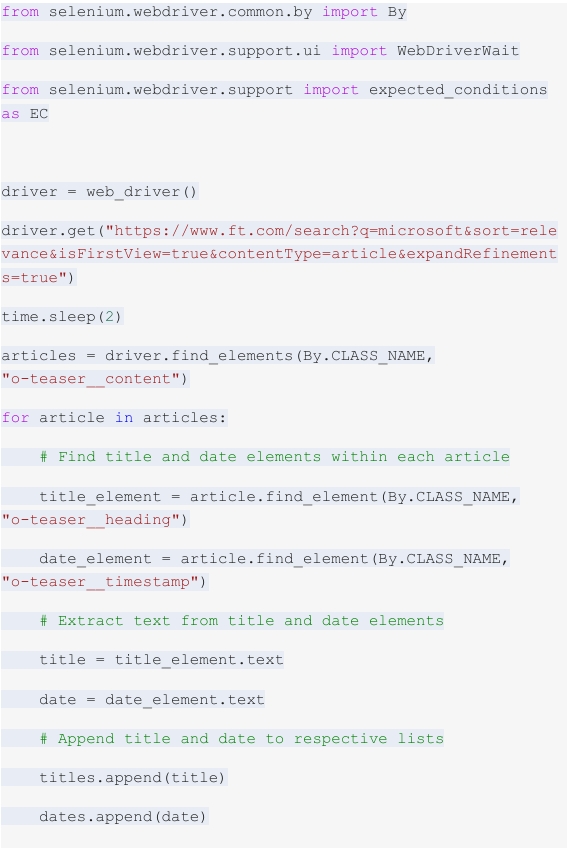 from selenium.webdriver.common.by import By
from selenium.webdriver.support.ui import WebDriverWait
from selenium.webdriver.support import expected_conditions
as EC
driver = web_driver()
driver.get("https://www.ft.com/search?q=microsoft&sort=rele
vance&isFirstView=true&contentType=article&expandRefinement
s=true")
time.sleep(2)
articles = driver.find_elements(By.CLASS_NAME,
"o-teaser__content")
for article in articles:
    # Find title and date elements within each article
    title_element = article.find_element(By.CLASS_NAME,
"o-teaser__heading")
    date_element = article.find_element(By.CLASS_NAME,
"o-teaser__timestamp")
    # Extract text from title and date elements
    title = title_element.text
    date = date_element.text
    # Append title and date to respective lists
    titles.append(title)
    dates.append(date)